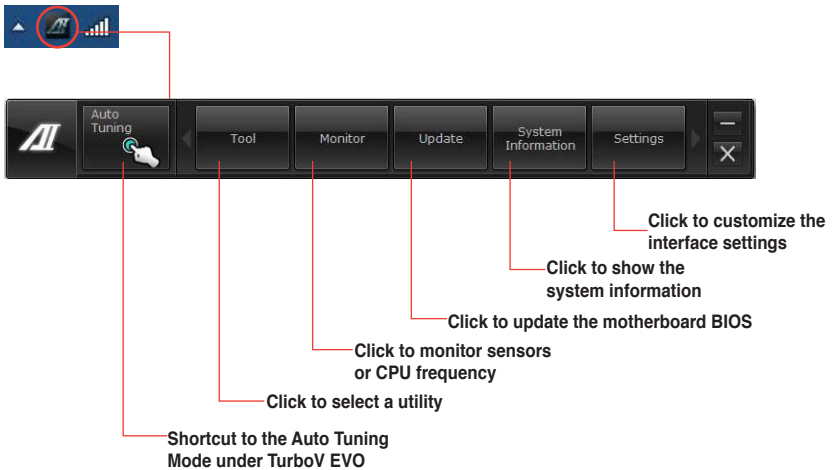 Auto
Tuning
Tool
Monitor
Update
System
Information
Settings
Click to customize the
interface settings
Click to show the
system information
Click to update the motherboard BIOS
Click to monitor sensors
or CPU frequency
Click to select a utility
Shortcut to the Auto Tuning
Mode under TurboV EVO